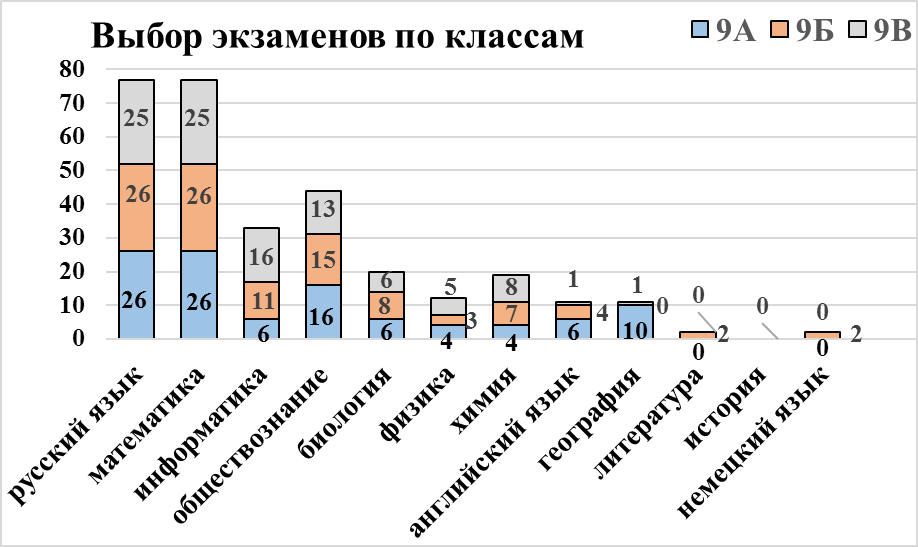 Выбор экзаменов по классам
9А 9Б 9В
80
70
60
50
40
30
20
10
0
25 25 16 13 6 5 8 1 1 0 0 0
26 26 11 15 8 3 7 4 0 2 2
26 26 6 16 6 4 4 6 10 0 0
русский язык
математика
информатика
обществознание
биология
физика
химия
английский язык
география
литература
история
немецкий язык